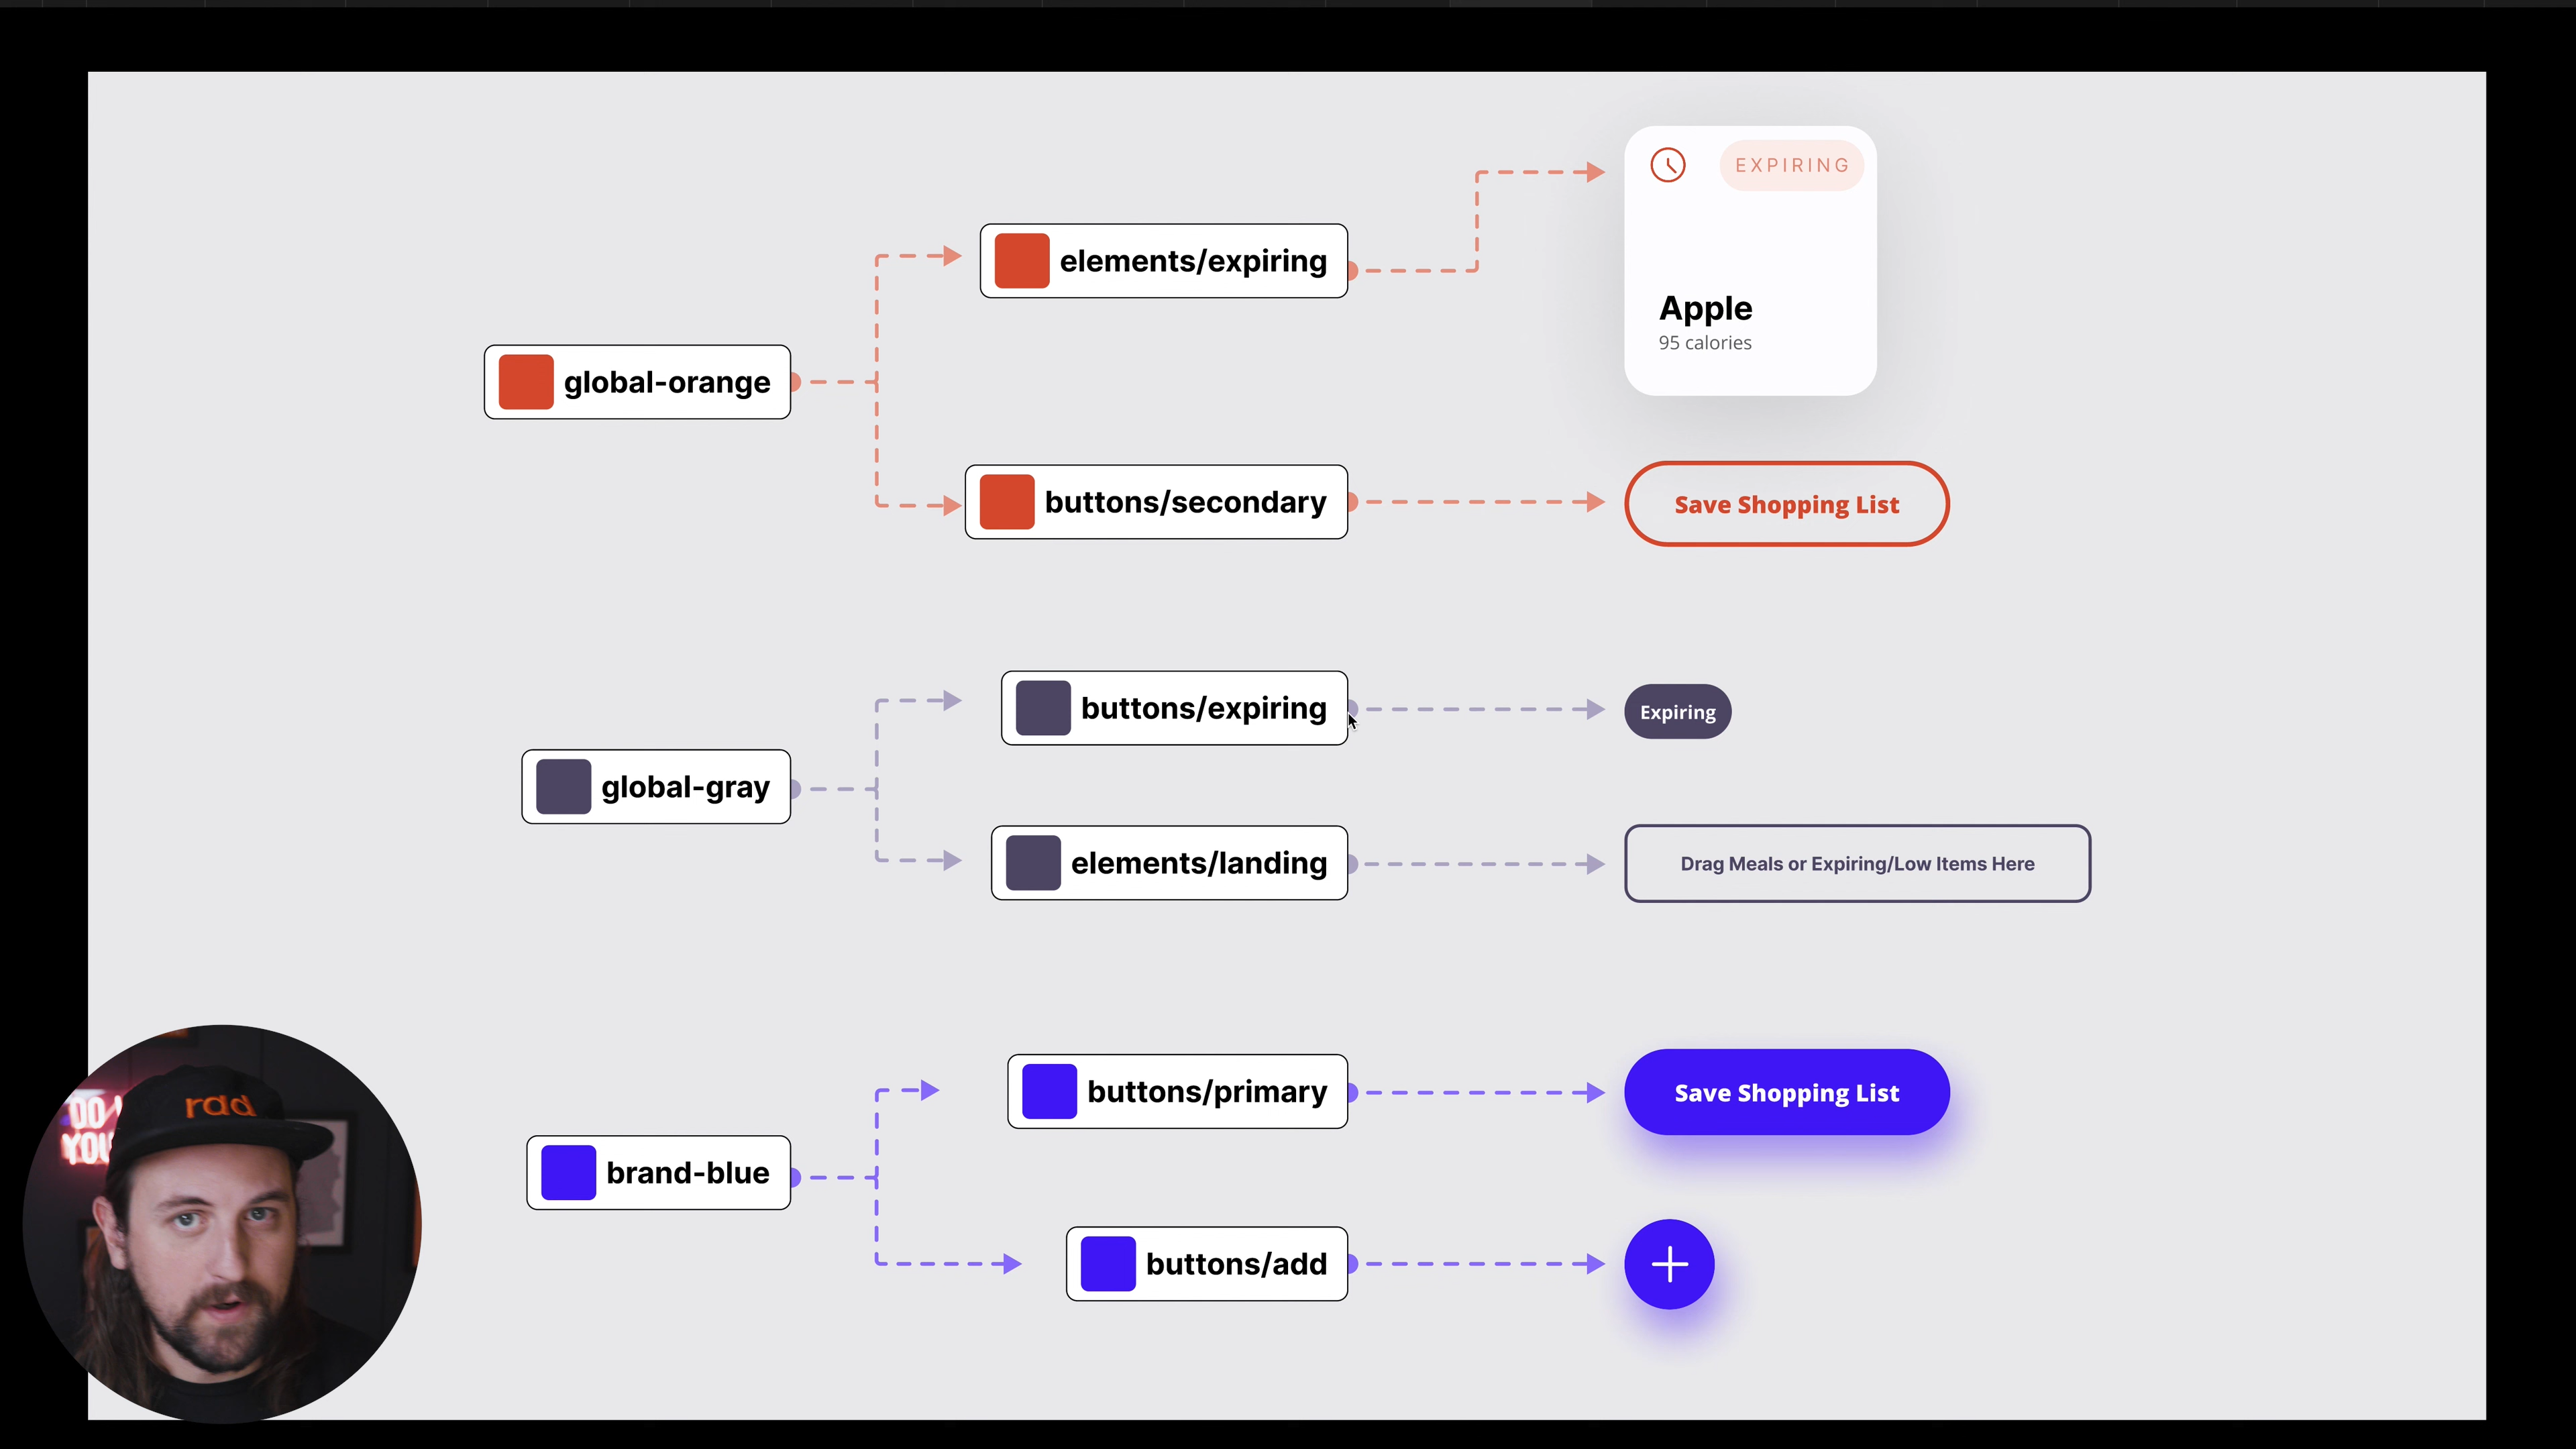 EXPIRING
elements/expiring
Apple
95 calories
global-orange
buttons/secondary
Save Shopping List
buttons/expiring
Expiring
global-gray
elements/landing
Drag Meals or Expiring/Low Items Here
buttons/primary
Save Shopping List
brand-blue
buttons/add
rad
YOU